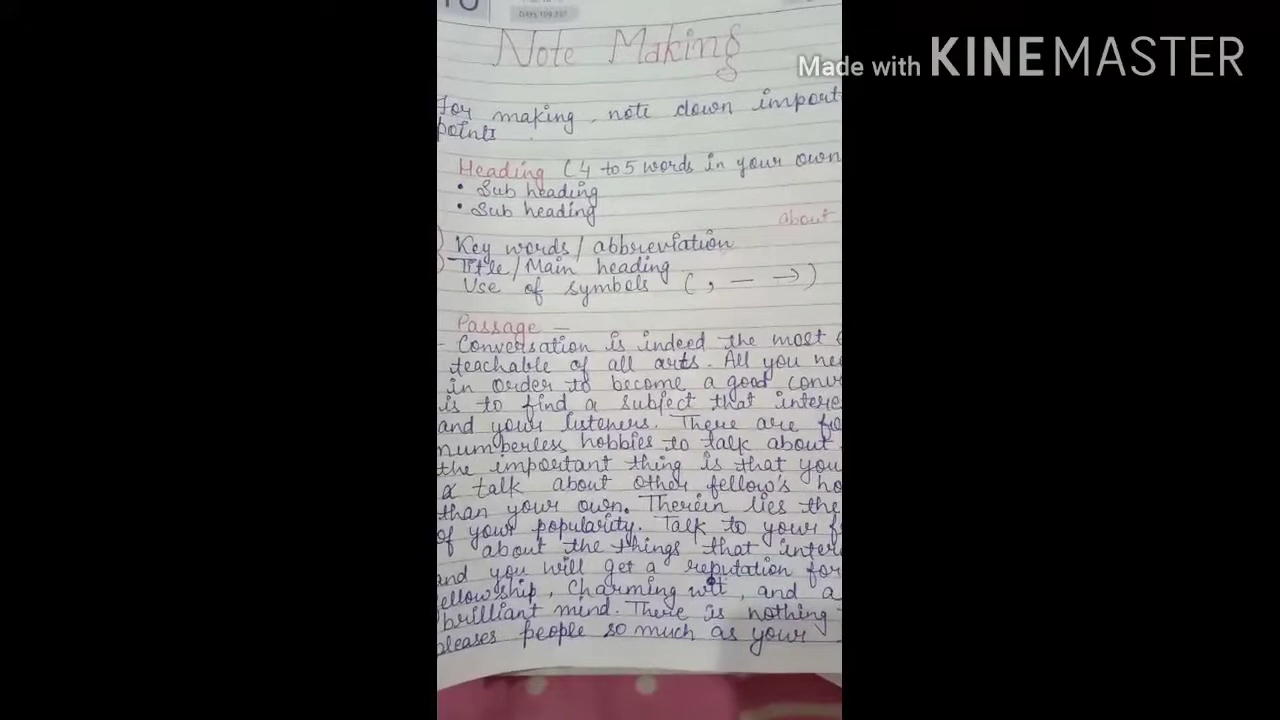 Made with KINEMASTER
DAYS
Note Making
For making, note down import
points
Heading (4 to 5 words in your own
• Sub heading
• Sub heading
about
Key words / abbreviation
Title / Main heading
Use of symbols ( , — → )
Passage —
- Conversation is indeed the most
teachable of all arts. All you nee
in order to become a good conv
is to find a subject that intere
and your listeners. There are
numberless hobbies to talk about
the important thing is that you
talk about other fellow's ho
than your own. Therein lies the
of your popularity. Talk to your f
about the things that inter
and you will get a reputation for
ellowship, charming wit, and a
brilliant mind. There is nothing
pleases people so much as your